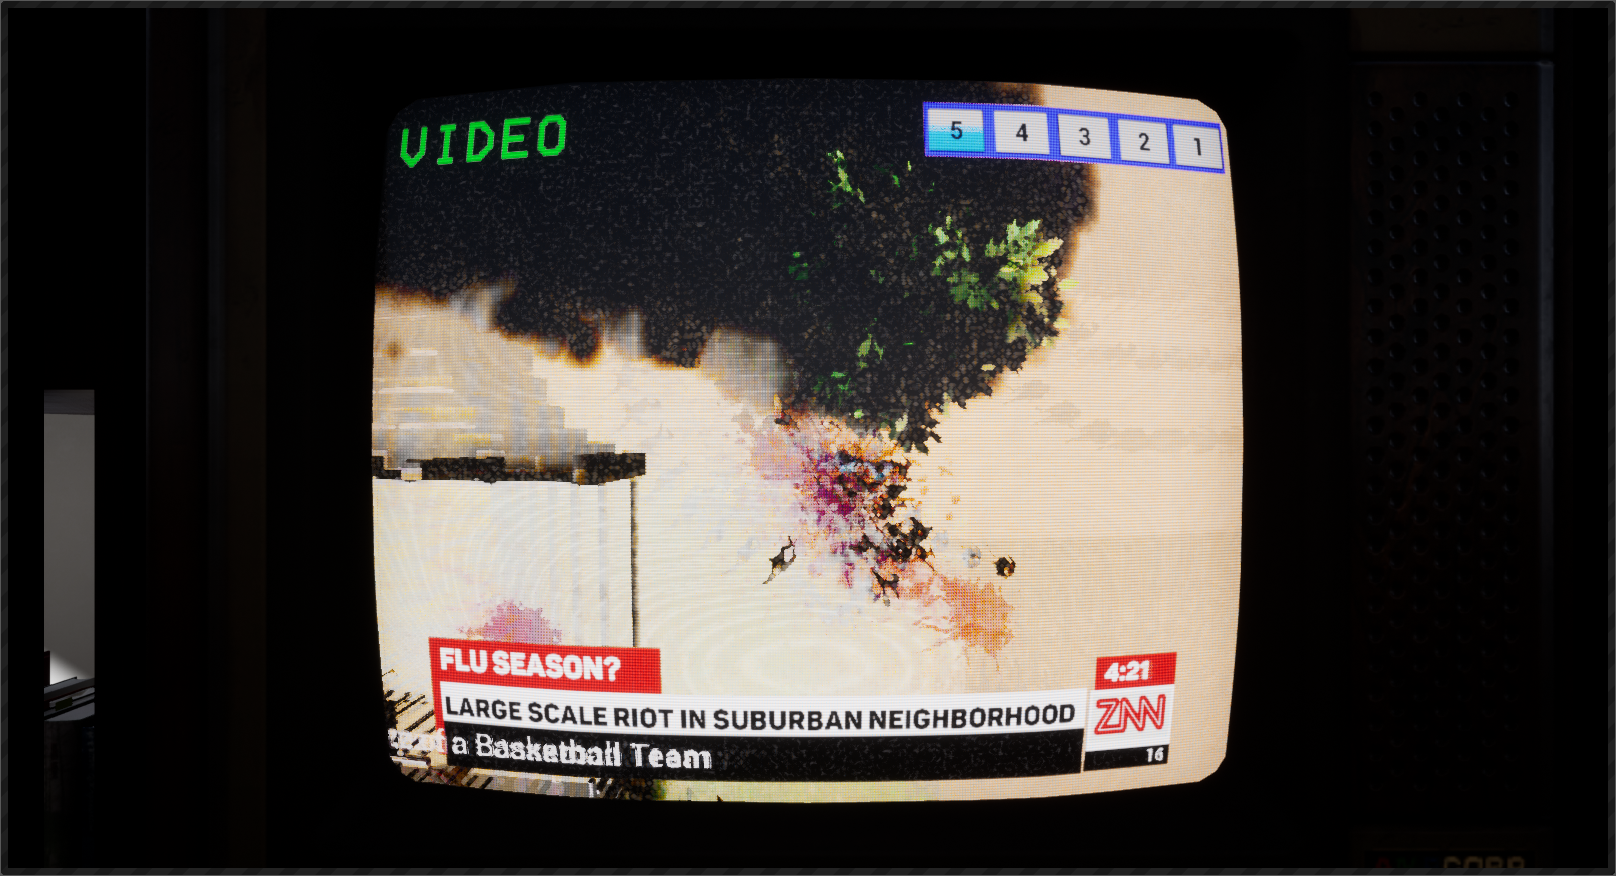 VIDEO
5 4 3 2 1
FLU SEASON?
4:21
LARGE SCALE RIOT IN SUBURBAN NEIGHBORHOOD
ZNN
a Basketball Team
16